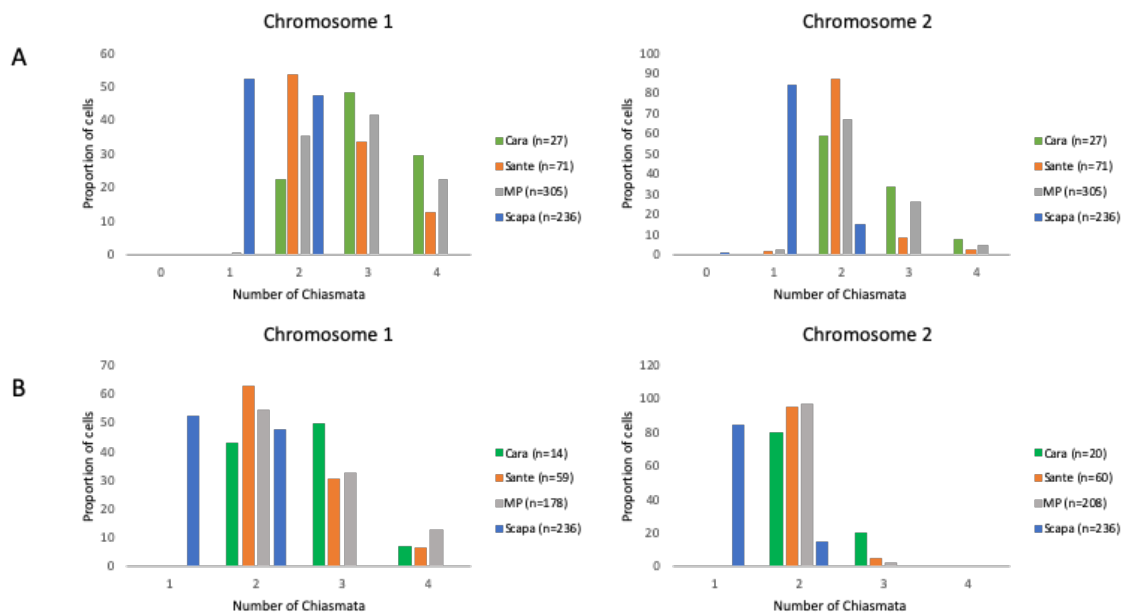 A
Chromosome 1
Proportion of cells
60
50
40
30
20
10
0
0 1 2 3 4
Number of Chiasmata
Cara (n=27)
Sante (n=71)
MP (n=305)
Scapa (n=236)
Chromosome 2
Proportion of cells
100
90
80
70
60
50
40
30
20
10
0
0 1 2 3 4
Number of Chiasmata
Cara (n=27)
Sante (n=71)
MP (n=305)
Scapa (n=236)
B
Chromosome 1
Proportion of cells
70
60
50
40
30
20
10
0
1 2 3 4
Number of Chiasmata
Cara (n=14)
Sante (n=59)
MP (n=178)
Scapa (n=236)
Chromosome 2
Proportion of cells
120
100
80
60
40
20
0
1 2 3 4
Number of Chiasmata
Cara (n=20)
Sante (n=60)
MP (n=208)
Scapa (n=236)